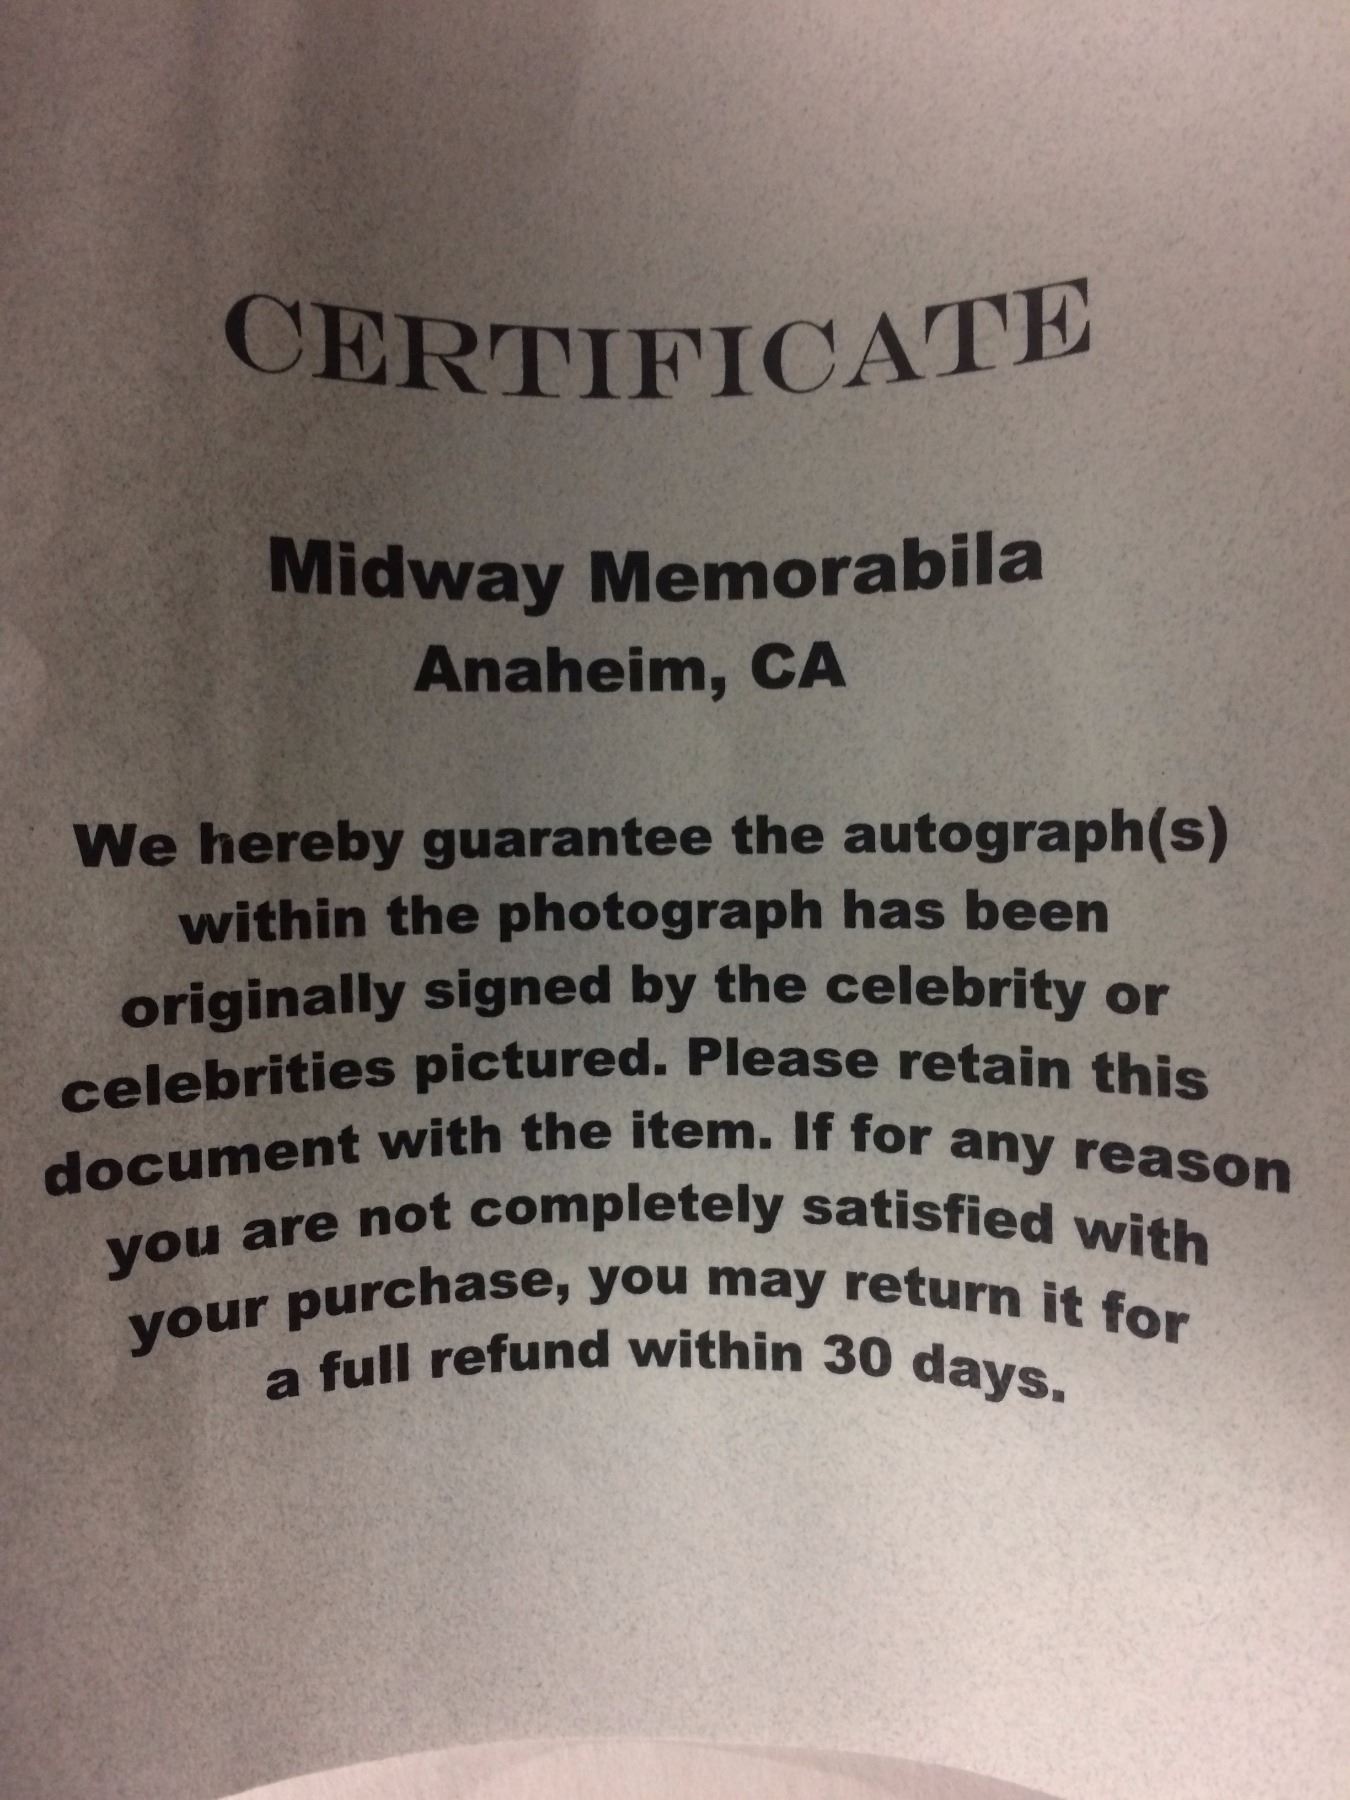 CERTIFICATE
Midway Memorabila
Anaheim, CA
We hereby guarantee the autograph(s)
within the photograph has been
originally signed by the celebrity or
celebrities pictured. Please retain this
document with the item. If for any reason
you are not completely satisfied with
your purchase, you may return it for
a full refund within 30 days.